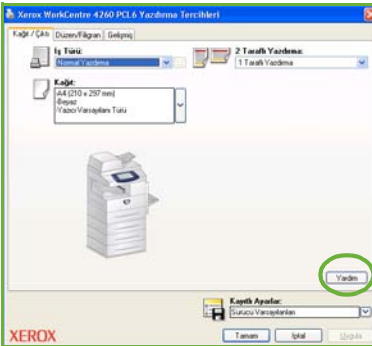 Xerox WorkCentre 4260 PCL6 Yazdırma Tercihleri
Kağıt / Çıktı Düzen/Filigran Gelişmiş
İş Türü:
Normal Yazdırma
2 Taraflı Yazdırma:
1 Taraflı Yazdırma
Kağıt:
-A4 (210 x 297 mm)
-Beyaz
-Yazıcı Varsayılanı Türü
Yardım
Kayıtlı Ayarlar:
Sürücü Varsayılanları
XEROX
Tamam İptal Uygula